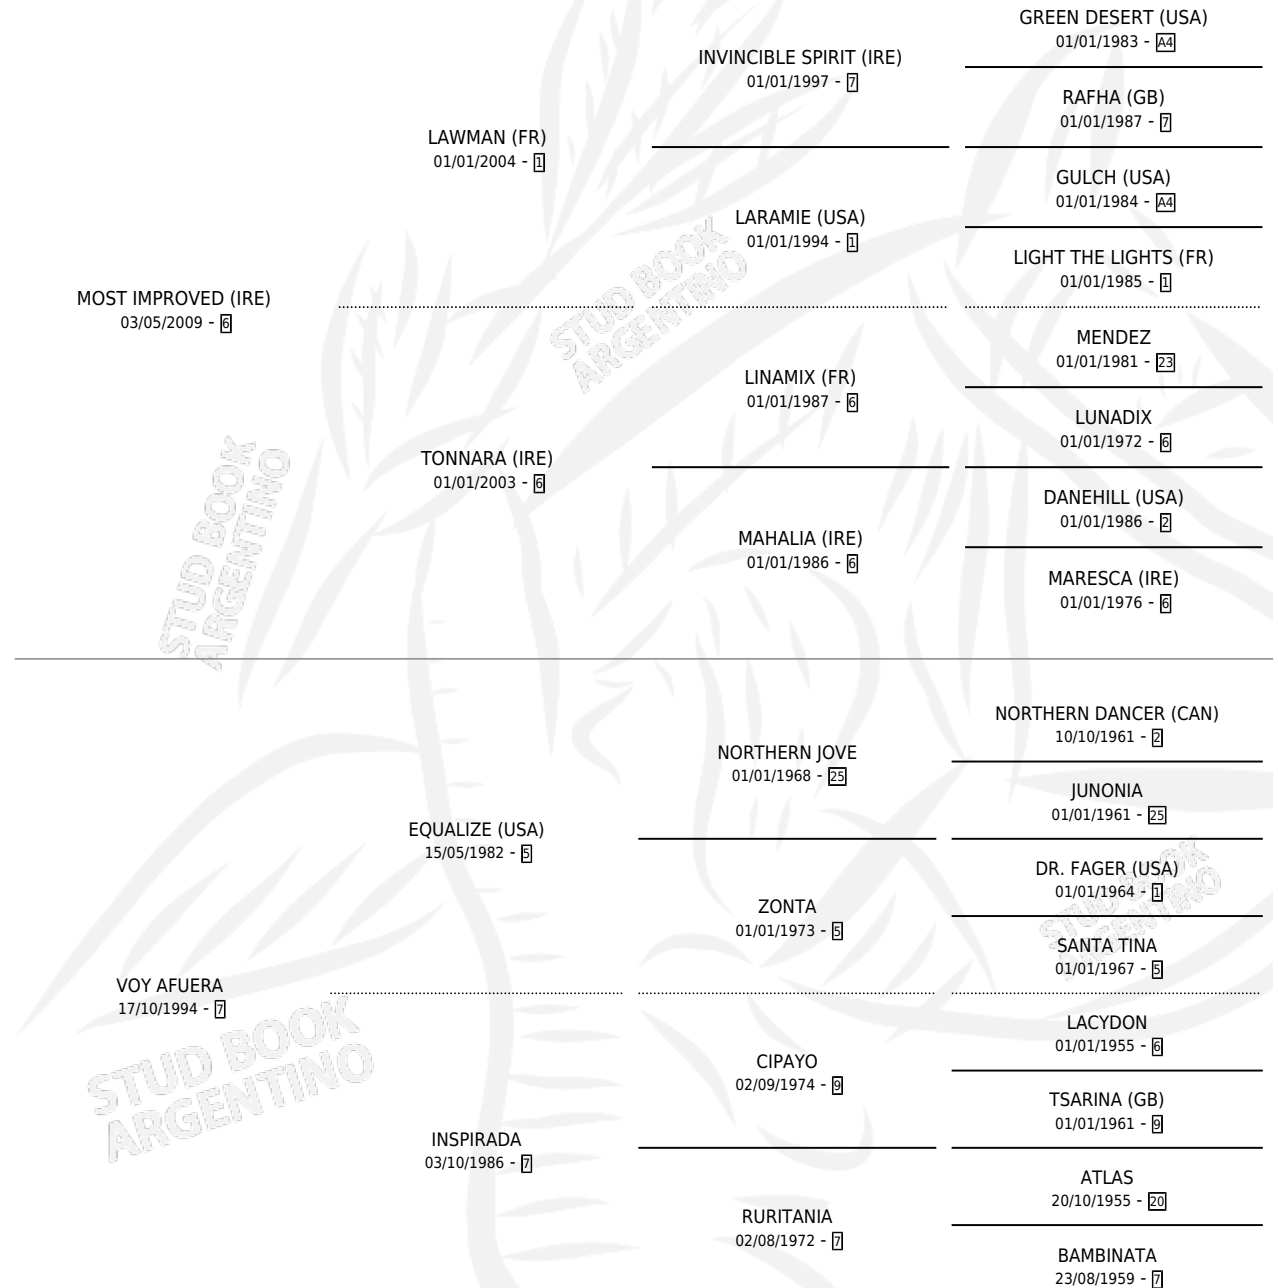 GREEN DESERT (USA)
01/01/1983 - A4
INVINCIBLE SPIRIT (IRE)
01/01/1997 - 7
RAFHA (GB)
01/01/1987 - 7
LAWMAN (FR)
01/01/2004 - 1
GULCH (USA)
01/01/1984 - A4
LARAMIE (USA)
01/01/1994 - 1
LIGHT THE LIGHTS (FR)
01/01/1985 - 1
MOST IMPROVED (IRE)
03/05/2009 - 6
STUD BOOK
ARGENTINO
MENDEZ
01/01/1981 - 23
LINAMIX (FR)
01/01/1987 - 6
LUNADIX
01/01/1972 - 6
TONNARA (IRE)
01/01/2003 - 6
DANEHILL (USA)
01/01/1986 - 2
MAHALIA (IRE)
01/01/1986 - 6
MARESCA (IRE)
01/01/1976 - 6
STUD BOOK
ARGENTINO
NORTHERN DANCER (CAN)
10/10/1961 - 2
NORTHERN JOVE
01/01/1968 - 25
JUNONIA
01/01/1961 - 25
EQUALIZE (USA)
15/05/1982 - 5
DR. FAGER (USA)
01/01/1964 - 1
ZONTA
01/01/1973 - 5
STUD BOOK
ARGENTINO
SANTA TINA
01/01/1967 - 5
VOY AFUERA
17/10/1994 - 7
LACYDON
01/01/1955 - 6
CIPAYO
02/09/1974 - 9
TSARINA (GB)
01/01/1961 - 9
STUD BOOK
ARGENTINO
INSPIRADA
03/10/1986 - 7
ATLAS
20/10/1955 - 20
RURITANIA
02/08/1972 - 7
BAMBINATA
23/08/1959 - 7